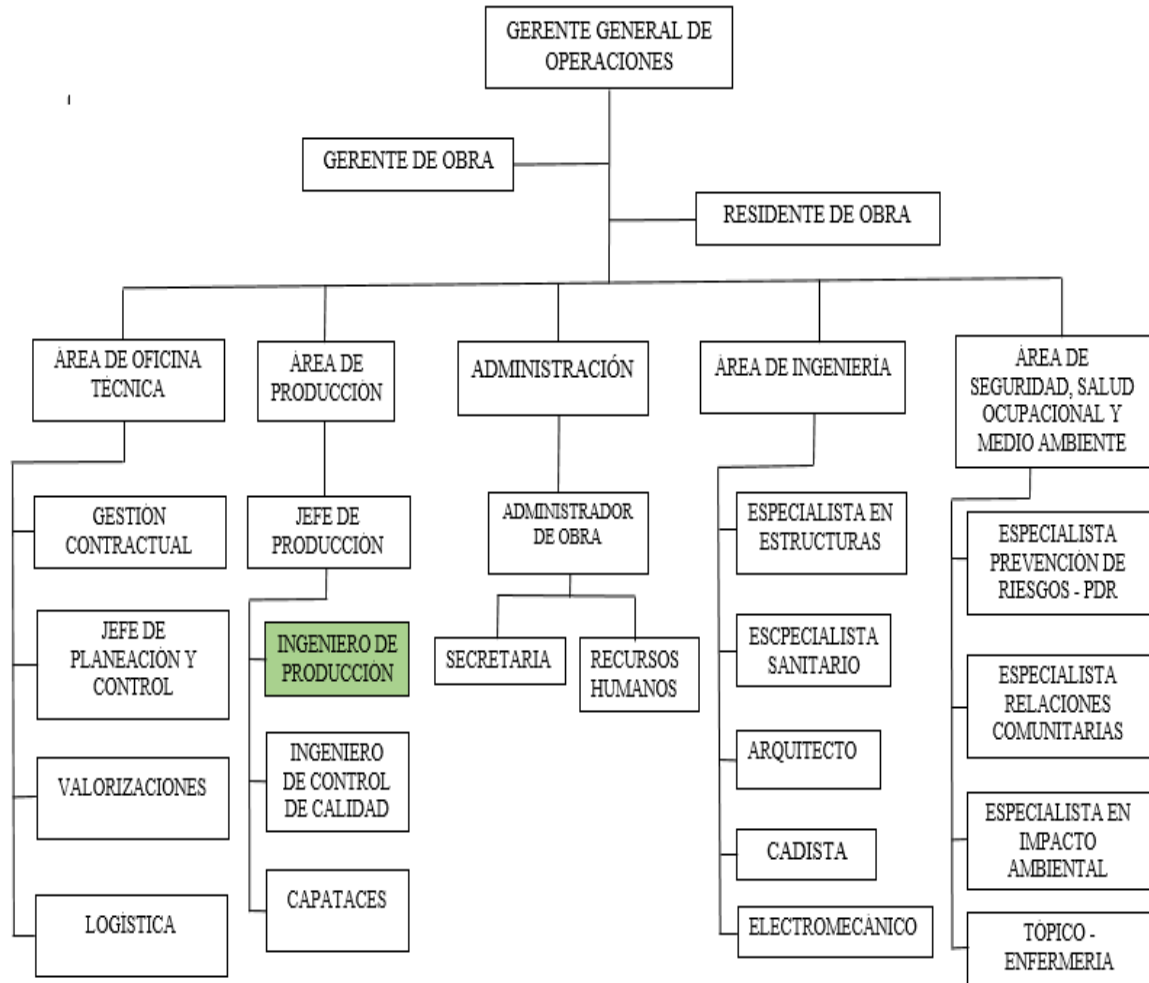 GERENTE GENERAL DE
OPERACIONES
GERENTE DE OBRA
RESIDENTE DE OBRA
ÁREA DE OFICINA
TÉCNICA
ÁREA DE
PRODUCCIÓN
ADMINISTRACIÓN
ÁREA DE INGENIERÍA
ÁREA DE
SEGURIDAD, SALUD
OCUPACIONAL Y
MEDIO AMBIENTE
GESTIÓN
CONTRACTUAL
JEFE DE
PLANEACIÓN Y
CONTROL
VALORIZACIONES
LOGÍSTICA
JEFE DE
PRODUCCIÓN
INGENIERO DE
PRODUCCIÓN
INGENIERO
DE CONTROL
DE CALIDAD
CAPATACES
ADMINISTRADOR
DE OBRA
SECRETARIA
RECURSOS
HUMANOS
ESPECIALISTA EN
ESTRUCTURAS
ESCPECIALISTA
SANITARIO
ARQUITECTO
CADISTA
ELECTROMECÁNICO
ESPECIALISTA
PREVENCIÓN DE
RIESGOS - PDR
ESPECIALISTA
RELACIONES
COMUNITARIAS
ESPECIALISTA EN
IMPACTO
AMBIENTAL
TÓPICO -
ENFERMERIA